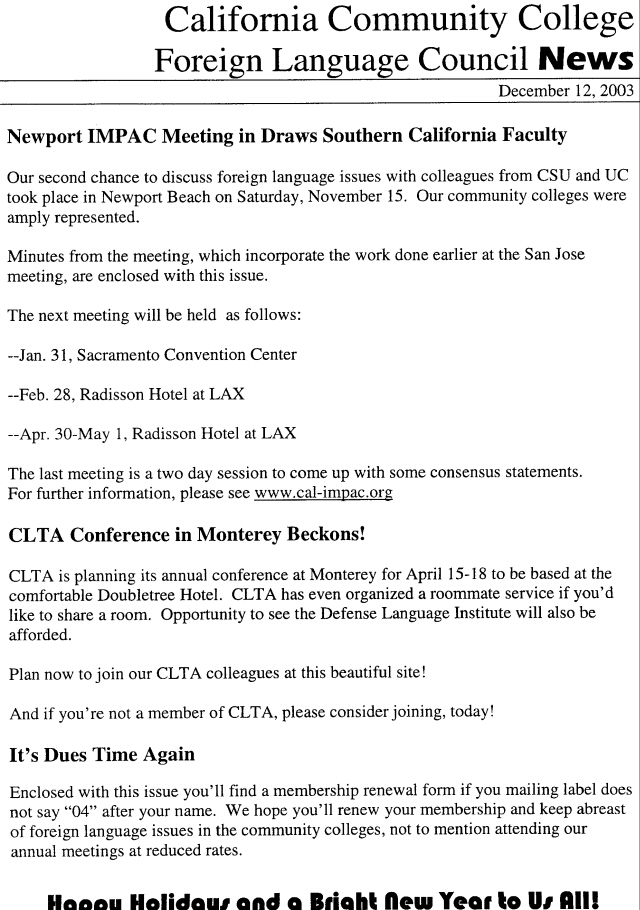 California Community College
Foreign Language Council News
December 12, 2003
Newport IMPAC Meeting in Draws Southern California Faculty
Our second chance to discuss foreign language issues with colleagues from CSU and UC
took place in Newport Beach on Saturday, November 15. Our community colleges were
amply represented.
Minutes from the meeting, which incorporate the work done earlier at the San Jose
meeting, are enclosed with this issue.
The next meeting will be held as follows:
--Jan. 31, Sacramento Convention Center
--Feb. 28, Radisson Hotel at LAX
--Apr. 30-May 1, Radisson Hotel at LAX
The last meeting is a two day session to come up with some consensus statements.
For further information, please see www.cal-impac.org
CLTA Conference in Monterey Beckons!
CLTA is planning its annual conference at Monterey for April 15-18 to be based at the
comfortable Doubletree Hotel. CLTA has even organized a roommate service if you'd
like to share a room. Opportunity to see the Defense Language Institute will also be
afforded.
Plan now to join our CLTA colleagues at this beautiful site!
And if you're not a member of CLTA, please consider joining, today!
It's Dues Time Again
Enclosed with this issue you'll find a membership renewal form if you mailing label does
not say "04" after your name. We hope you'll renew your membership and keep abreast
of foreign language issues in the community colleges, not to mention attending our
annual meetings at reduced rates.
Happy Holidays and a Bright New Year to Us All!